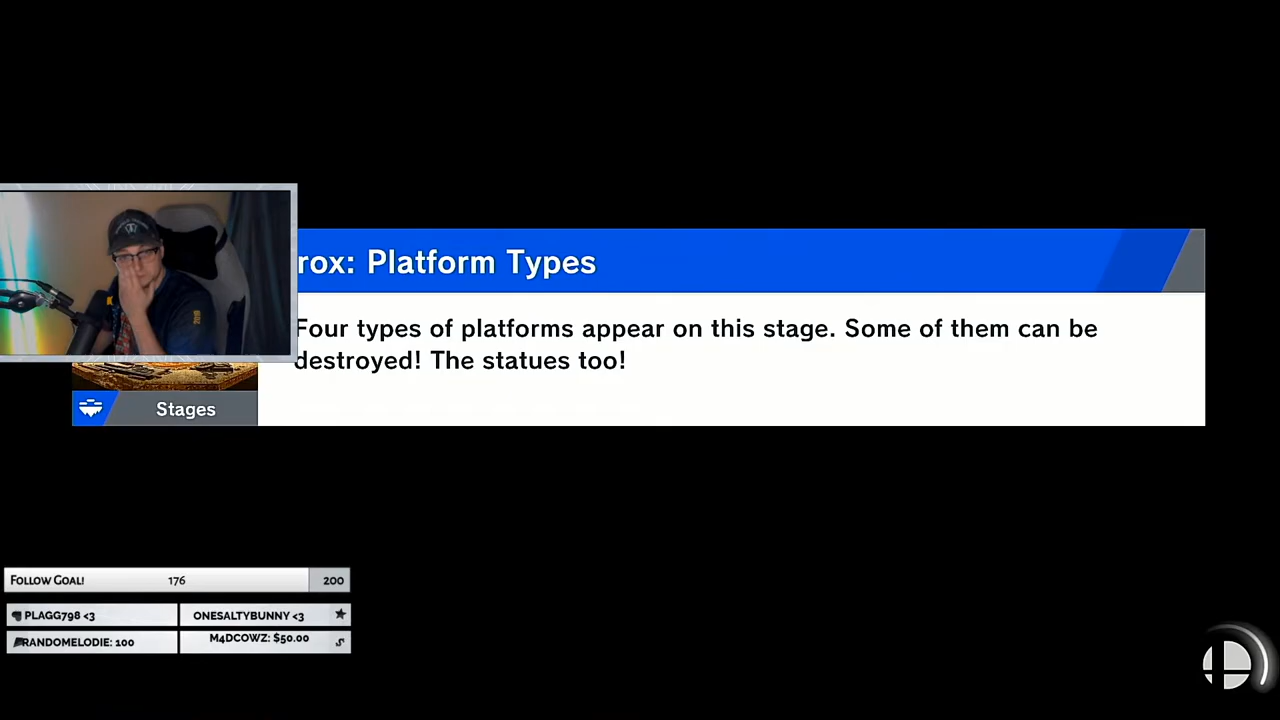 rox: Platform Types
Four types of platforms appear on this stage. Some of them can be
destroyed! The statues too!
Stages
Follow Goal! 176 200
PLAGG798 <3 ONESALTYBUNNY <3
RANDOMELODIE: 100 M4DCOWZ: $50.00